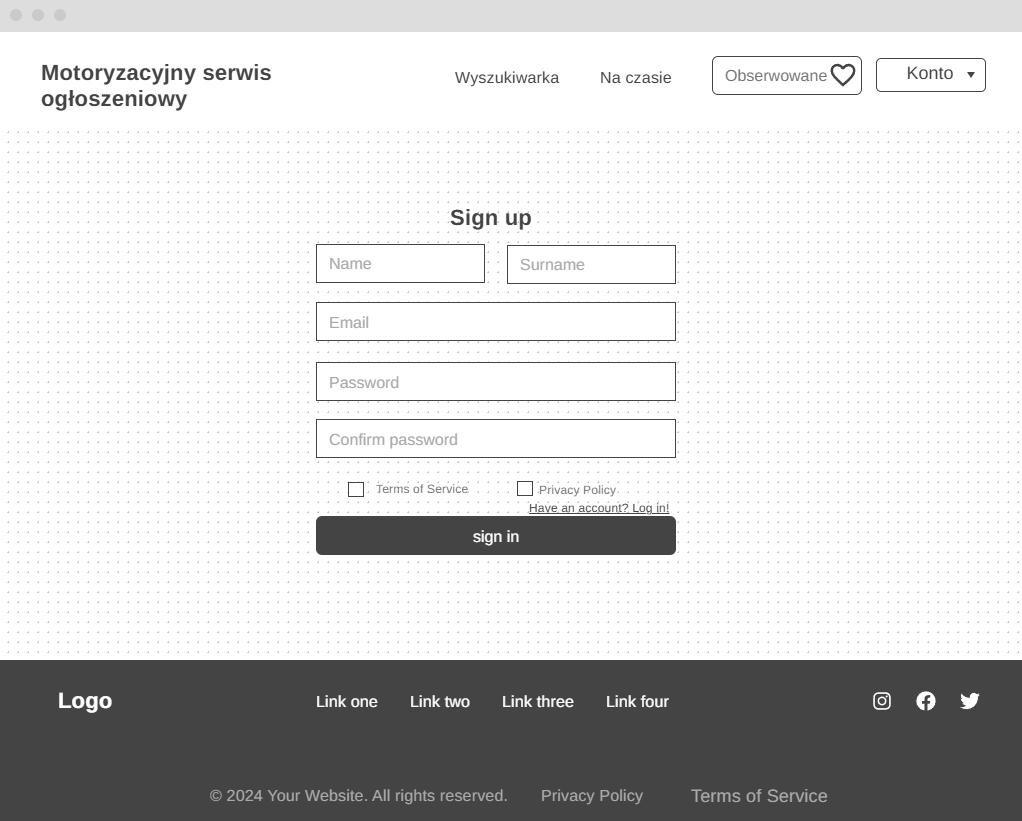 Motoryzacyjny serwis
ogłoszeniowy
Wyszukiwarka
Na czasie
Obserwowane
Konto
Sign up
Name
Surname
Email
Password
Confirm password
Terms of Service
Privacy Policy
Have an account? Log in!
sign in
Logo
Link one
Link two
Link three
Link four
© 2024 Your Website. All rights reserved.
Privacy Policy
Terms of Service